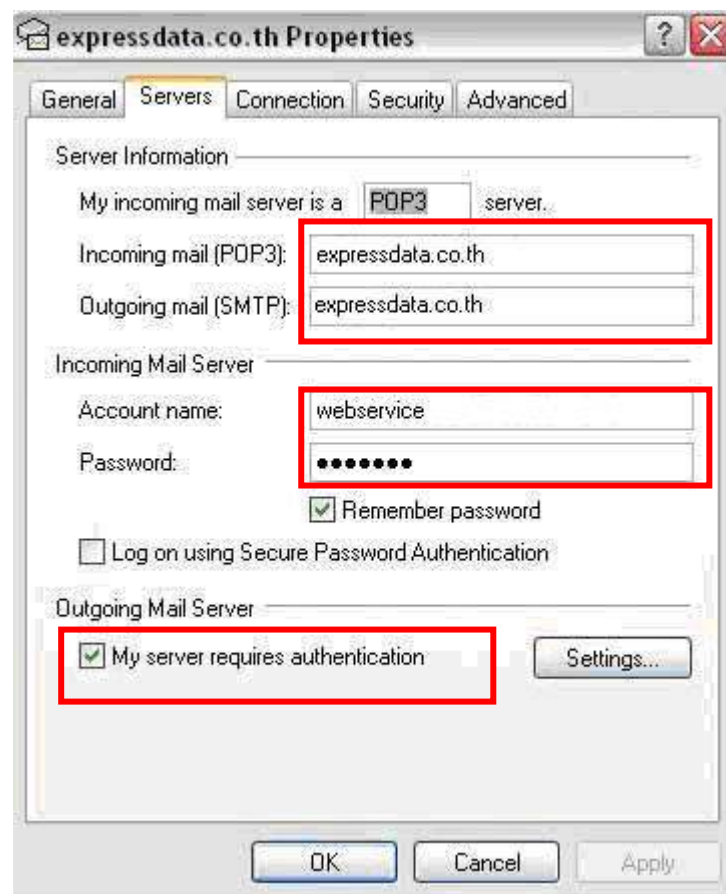 expressdata.co.th Properties
General Servers Connection Security Advanced
Server Information
My incoming mail server is a POP3 server.
Incoming mail (POP3): expressdata.co.th
Outgoing mail (SMTP): expressdata.co.th
Incoming Mail Server
Account name: webservice
Password: •••••••
Remember password
Log on using Secure Password Authentication
Outgoing Mail Server
My server requires authentication Settings...
OK Cancel Apply